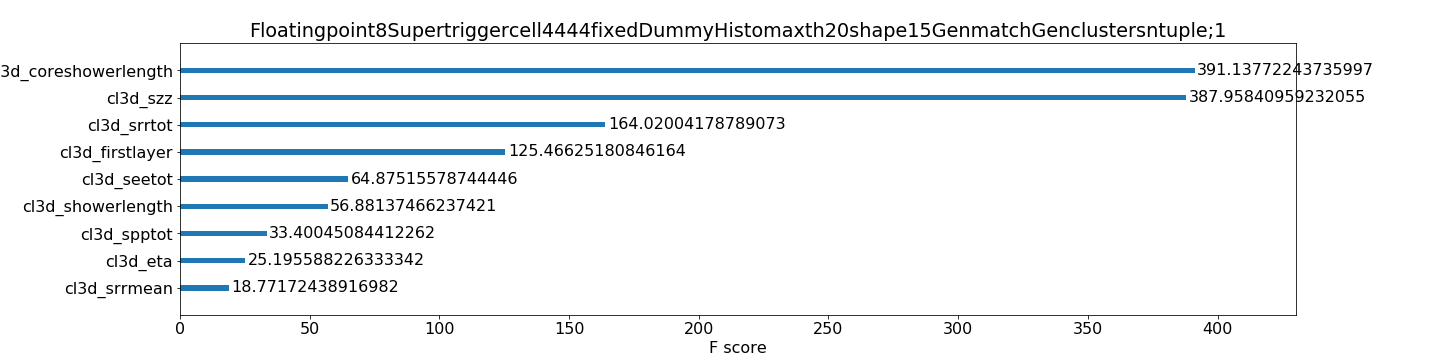 Floatingpoint8Supertriggercell4444fixedDummyHistomaxth20shape15GenmatchGenclustersntuple;1
3d_coreshowerlength 391.13772243735997
cl3d_szz 387.95840959232055
cl3d_srrtot 164.02004178789073
cl3d_firstlayer 125.46625180846164
cl3d_seetot 64.87515578744446
cl3d_showerlength 56.88137466237421
cl3d_spptot 33.40045084412262
cl3d_eta 25.195588226333342
cl3d_srrmean 18.77172438916982
0 50 100 150 200 250 300 350 400
F score